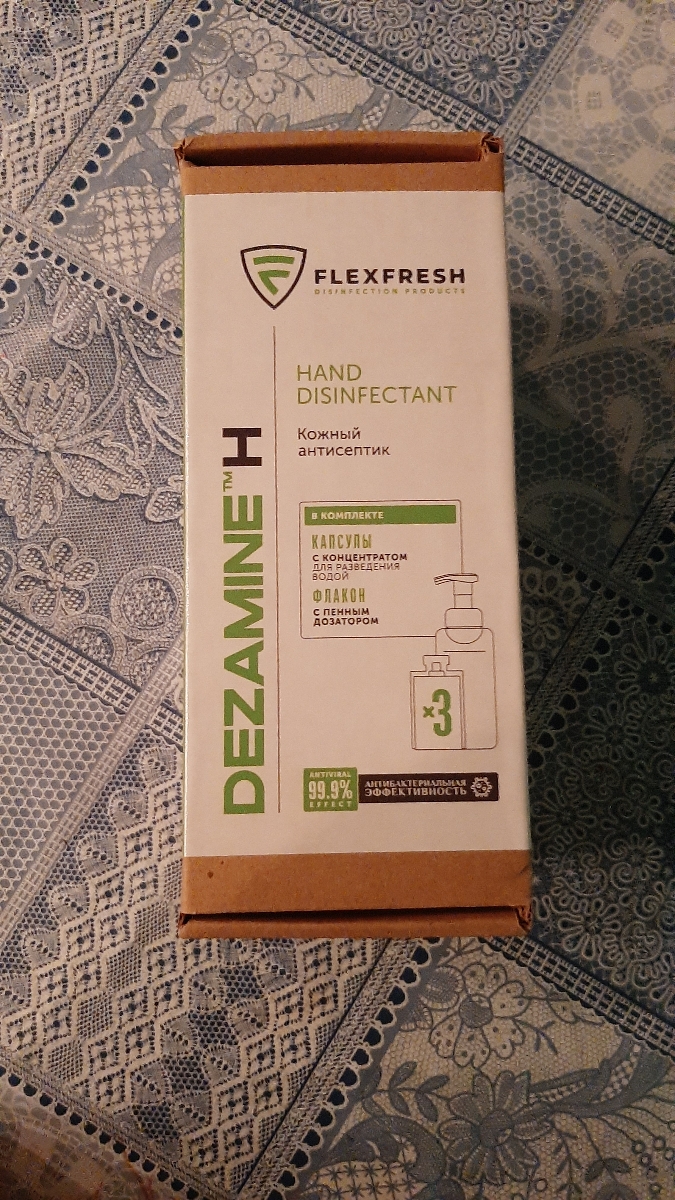 FLEXFRESH
DISINFECTION PRODUCTS
HAND
DISINFECTANT
Кожный
антисептик
DEZAMINE™ H
В КОМПЛЕКТЕ
КАПСУЛЫ
С КОНЦЕНТРАТОМ
ДЛЯ РАЗВЕДЕНИЯ
ВОДОЙ
ФЛАКОН
С ПЕННЫМ
ДОЗАТОРОМ
×3
ANTIVIRAL
99.9%
EFFECT
АНТИБАКТЕРИАЛЬНАЯ
ЭФФЕКТИВНОСТЬ